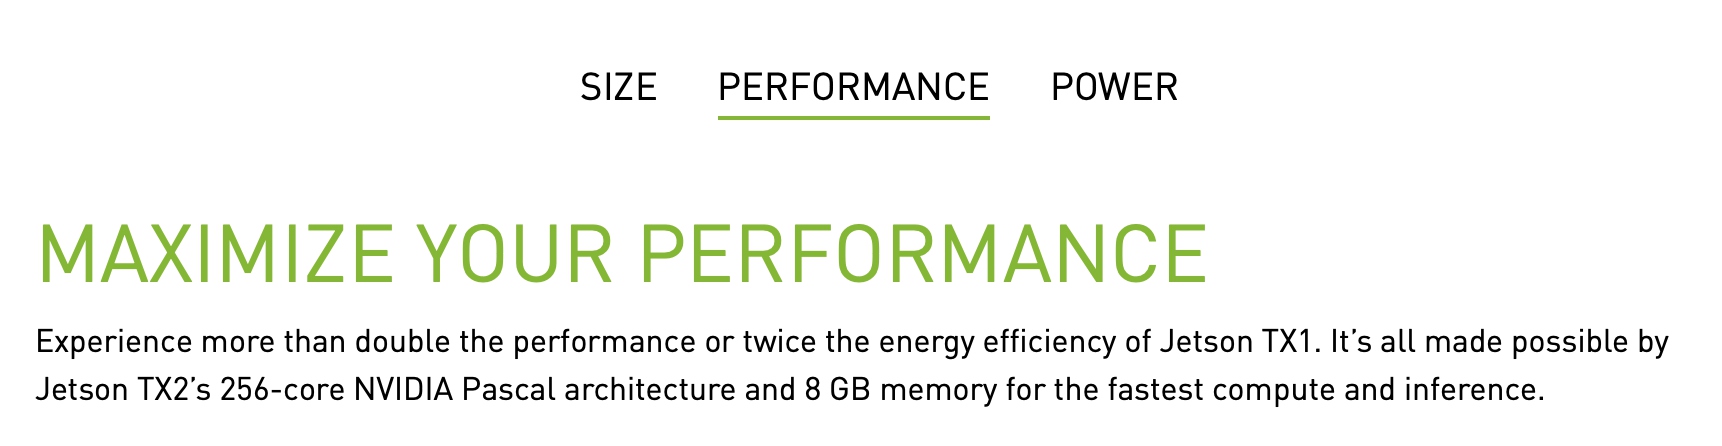 SIZE PERFORMANCE POWER
MAXIMIZE YOUR PERFORMANCE
Experience more than double the performance or twice the energy efficiency of Jetson TX1. It’s all made possible by
Jetson TX2’s 256-core NVIDIA Pascal architecture and 8 GB memory for the fastest compute and inference.